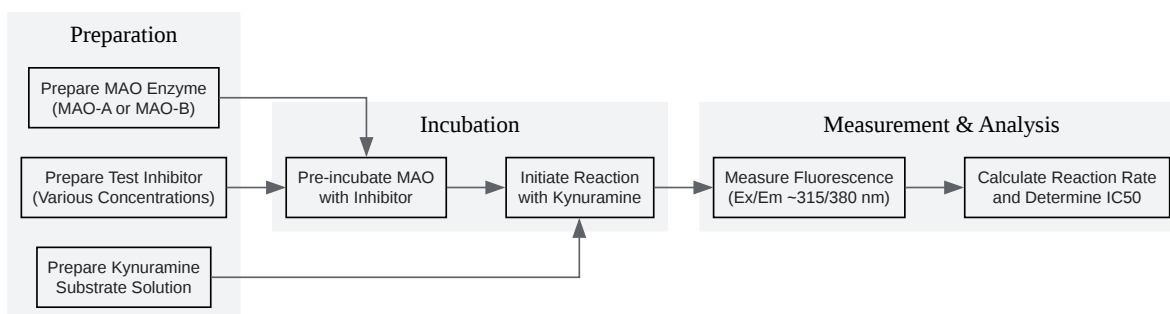 Preparation
Prepare MAO Enzyme
(MAO-A or MAO-B)
Prepare Test Inhibitor
(Various Concentrations)
Prepare Kynuramine
Substrate Solution
Incubation
Pre-incubate MAO
with Inhibitor
Initiate Reaction
with Kynuramine
Measurement & Analysis
Measure Fluorescence
(Ex/Em ~315/380 nm)
Calculate Reaction Rate
and Determine IC50